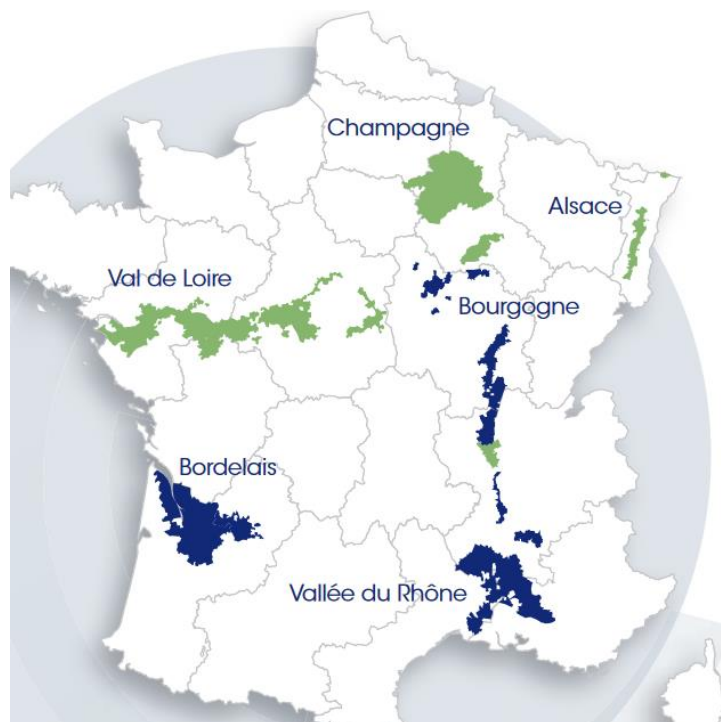 Champagne
Alsace
Val de Loire
Bourgogne
Bordelais
Vallée du Rhône